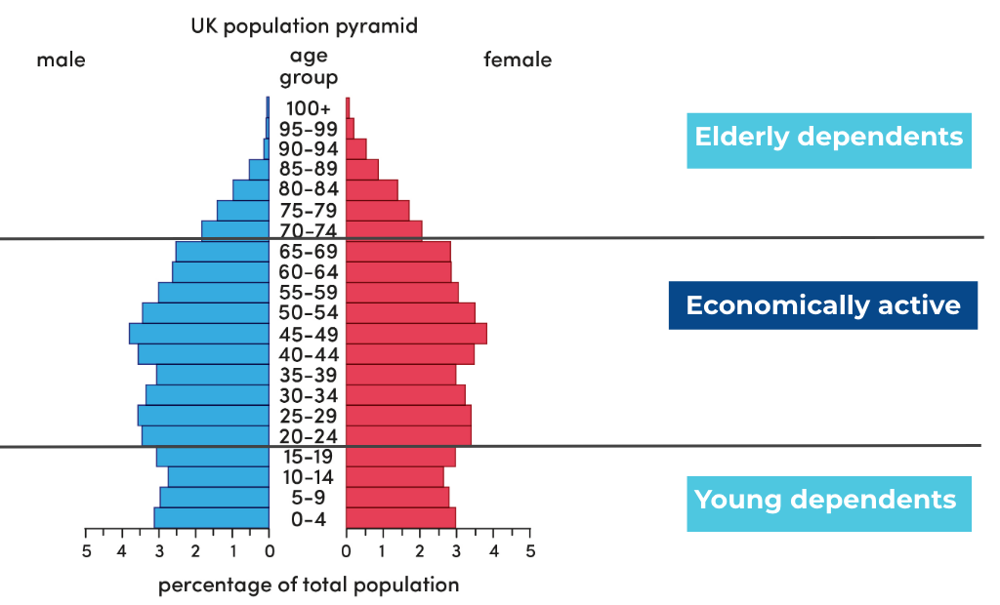 UK population pyramid
male
age
group
female
100+
95-99
90-94
85-89
80-84
75-79
70-74
65-69
60-64
55-59
50-54
45-49
40-44
35-39
30-34
25-29
20-24
15-19
10-14
5-9
0-4
Elderly dependents
Economically active
Young dependents
5 4 3 2 1 0 0 1 2 3 4 5
percentage of total population